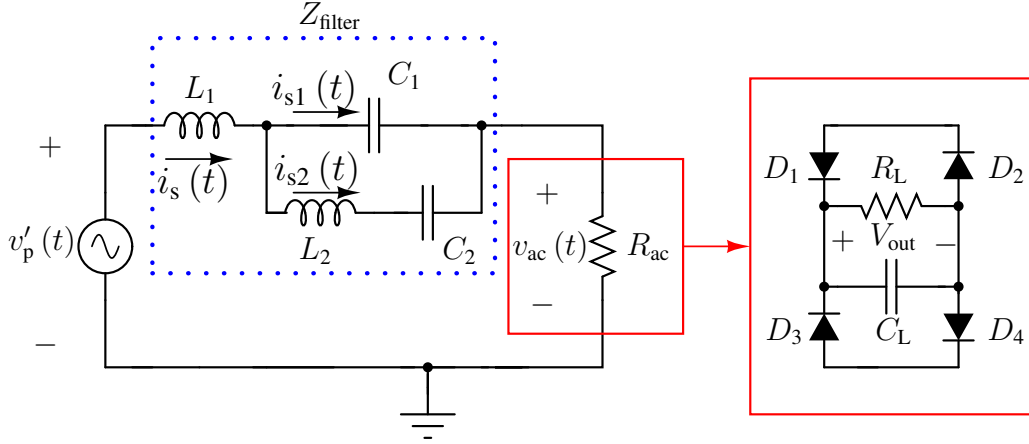 Z_filter
L_1
i_s1 (t)
C_1
+
i_s (t)
i_s2 (t)
L_2
C_2
v′_p (t)
−
+
v_ac (t)
R_ac
−
D_1
R_L
D_2
+ V_out −
D_3
C_L
D_4